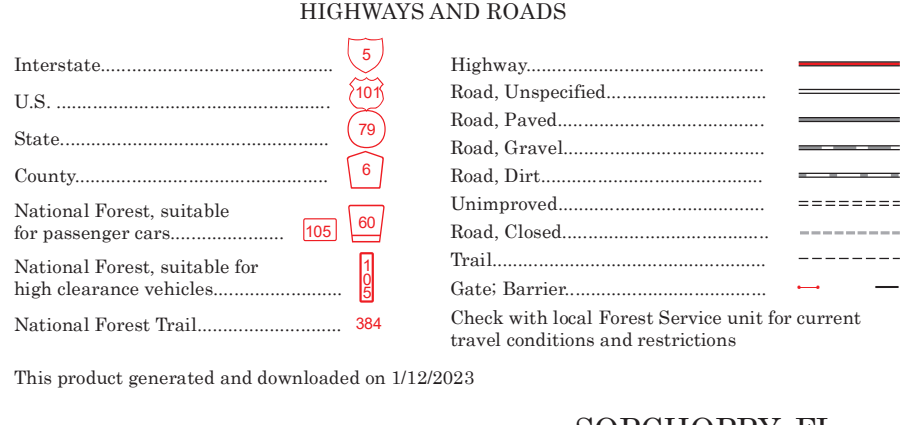 HIGHWAYS AND ROADS
Interstate............................................ 5
U.S. .................................................... 101
State................................................... 79
County................................................ 6
National Forest, suitable
for passenger cars...................... 105 60
National Forest, suitable for
high clearance vehicles........................ 105
National Forest Trail........................... 384
Highway.............................................
Road, Unspecified..............................
Road, Paved.......................................
Road, Gravel......................................
Road, Dirt..........................................
Unimproved.......................................
Road, Closed.......................................
Trail...................................................
Gate; Barrier......................................
Check with local Forest Service unit for current
travel conditions and restrictions
This product generated and downloaded on 1/12/2023
SOPCHOPPY, FL